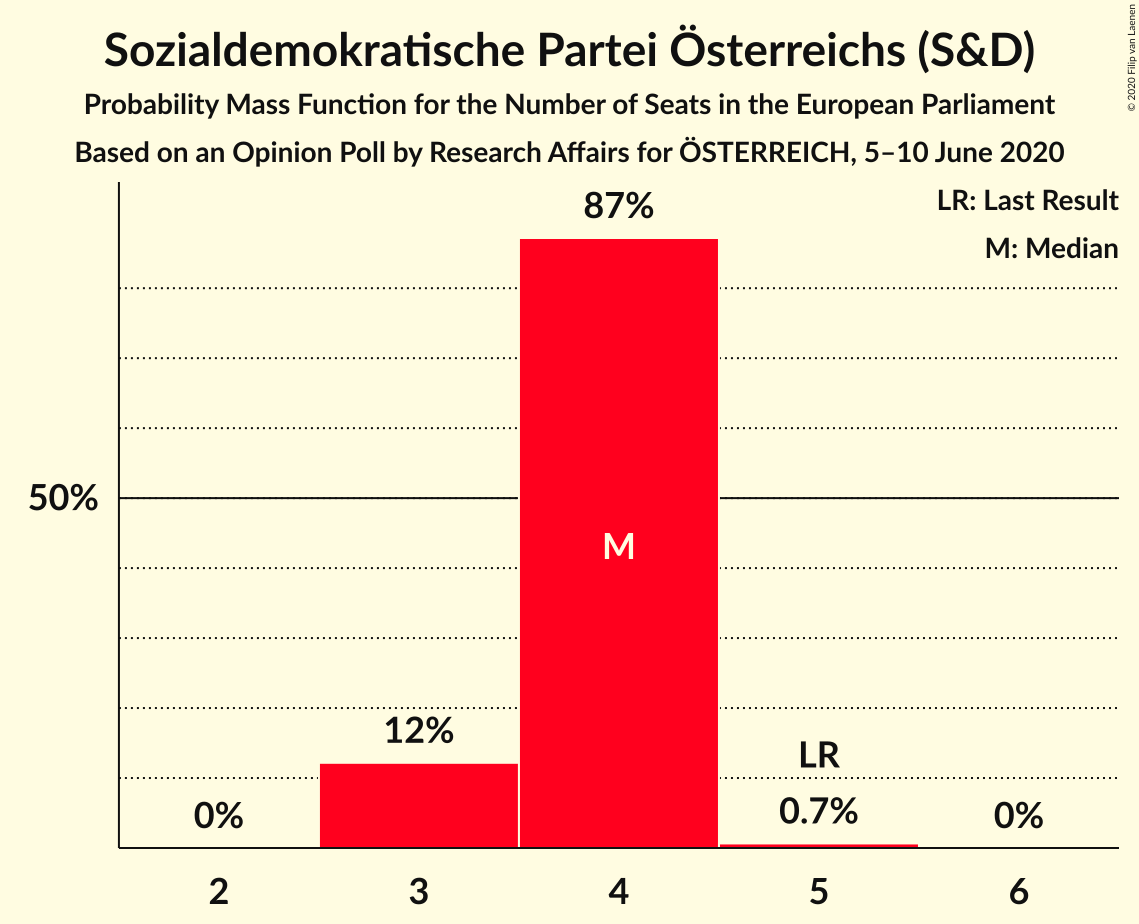 Sozialdemokratische Partei Österreichs (S&D)
Probability Mass Function for the Number of Seats in the European Parliament
Based on an Opinion Poll by Research Affairs for ÖSTERREICH, 5–10 June 2020
© 2020 Filip van Laenen
LR: Last Result
M: Median
87%
50%
M
12%
LR
0%
0.7%
0%
2
3
4
5
6